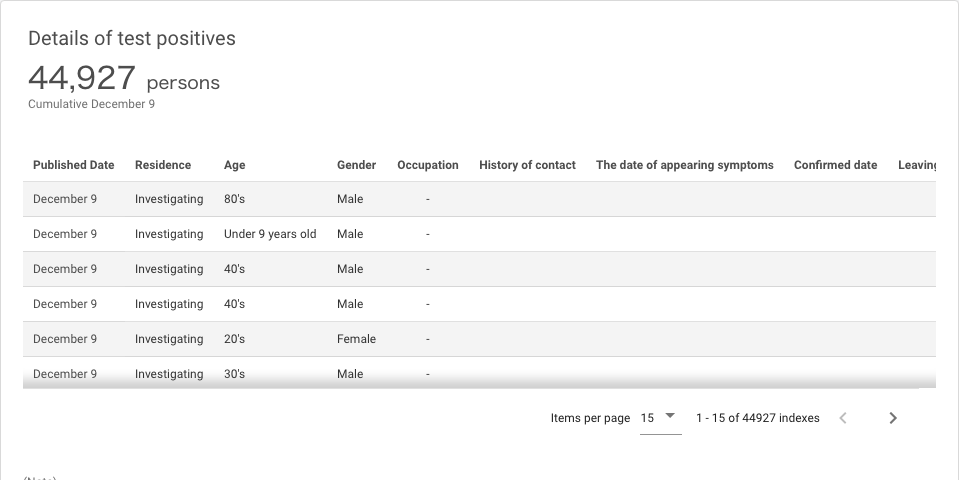 Details of test positives
44,927 persons
Cumulative December 9
Published Date Residence Age Gender Occupation History of contact The date of appearing symptoms Confirmed date Leaving
December 9 Investigating 80's Male -
December 9 Investigating Under 9 years old Male -
December 9 Investigating 40's Male -
December 9 Investigating 40's Male -
December 9 Investigating 20's Female -
December 9 Investigating 30's Male -
Items per page 15 1 - 15 of 44927 indexes